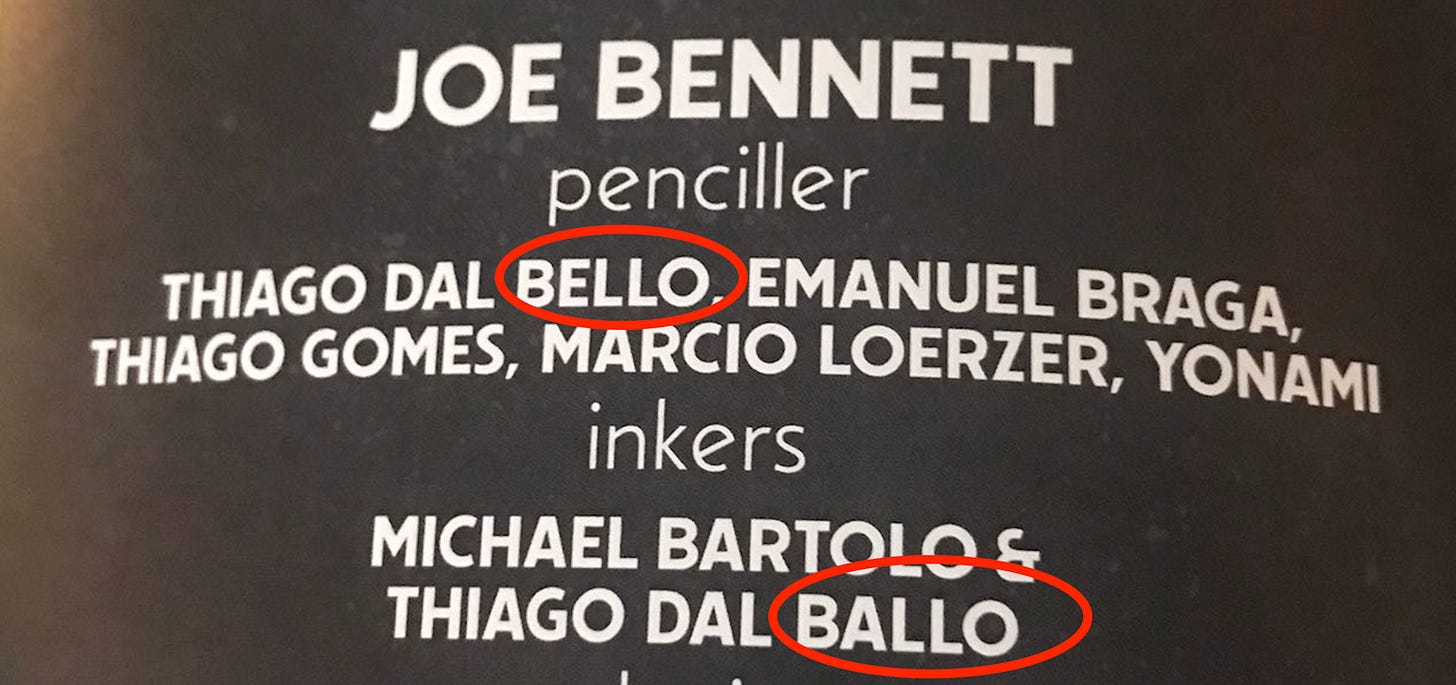 JOE BENNETT
penciller
THIAGO DAL BELLO, EMANUEL BRAGA,
THIAGO GOMES, MARCIO LOERZER, YONAMI
inkers
MICHAEL BARTOLO &
THIAGO DAL BALLO